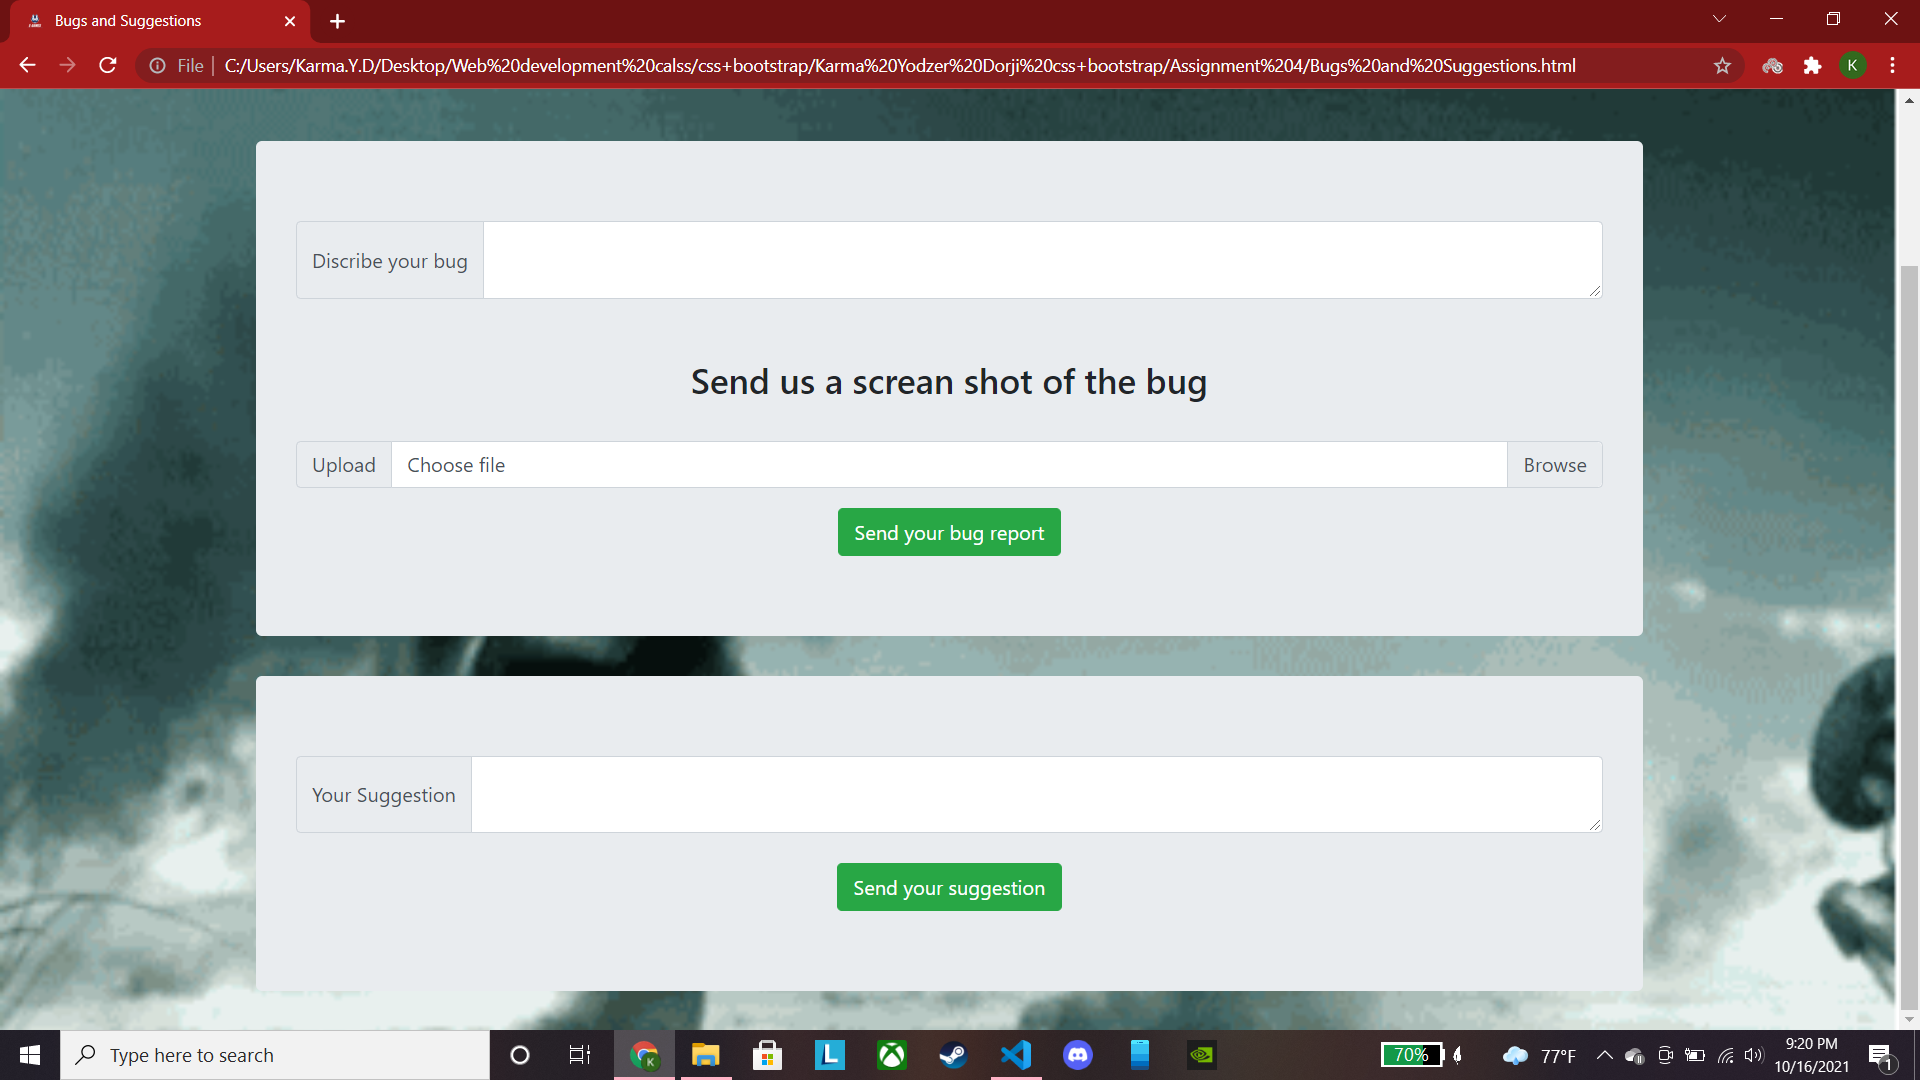 Bugs and Suggestions
File | C:/Users/Karma.Y.D/Desktop/Web%20development%20calss/css+bootstrap/Karma%20Yodzer%20Dorji%20css+bootstrap/Assignment%204/Bugs%20and%20Suggestions.html
K
Discribe your bug
Send us a screan shot of the bug
Upload
Choose file
Browse
Send your bug report
Your Suggestion
Send your suggestion
Type here to search
K
L
70%
77°F
9:20 PM
10/16/2021
1